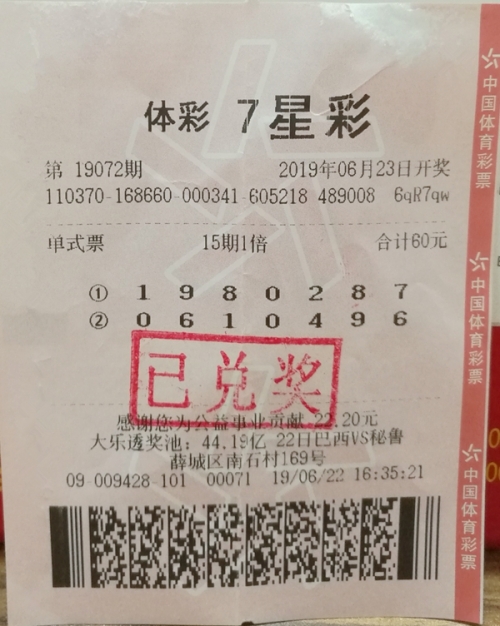 体彩 7星彩
第 19072期 2019年06月23日开奖
110370-168660-000341-605218 489008 6qR7qw
单式票 15期1倍 合计60元
① 1 9 8 0 2 8 7
② 0 6 1 0 4 9 6
已兑奖
感谢您为公益事业贡献 22.20元
大乐透奖池：44.19亿 22日巴西VS秘鲁
薛城区南石村169号
09-009428-101 00071 19/06/22 16:35:21
中国体育彩票
中国体育彩票
中国体育彩票